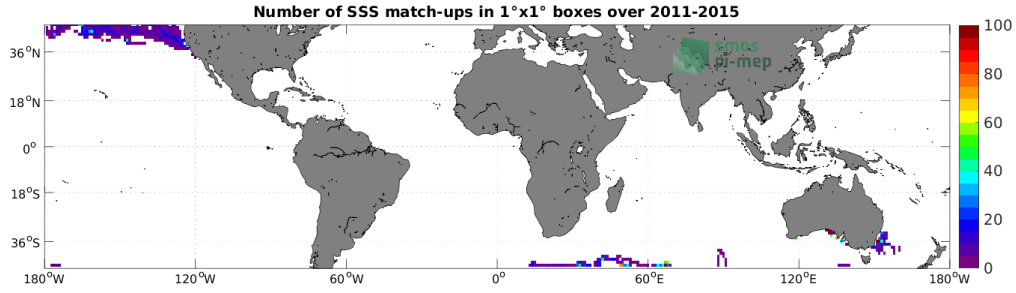 Number of SSS match-ups in 1°x1° boxes over 2011-2015
smos
pi-mep
36°N
18°N
0°
18°S
36°S
180°W
120°W
60°W
0°
60°E
120°E
180°W
100
80
60
40
20
0